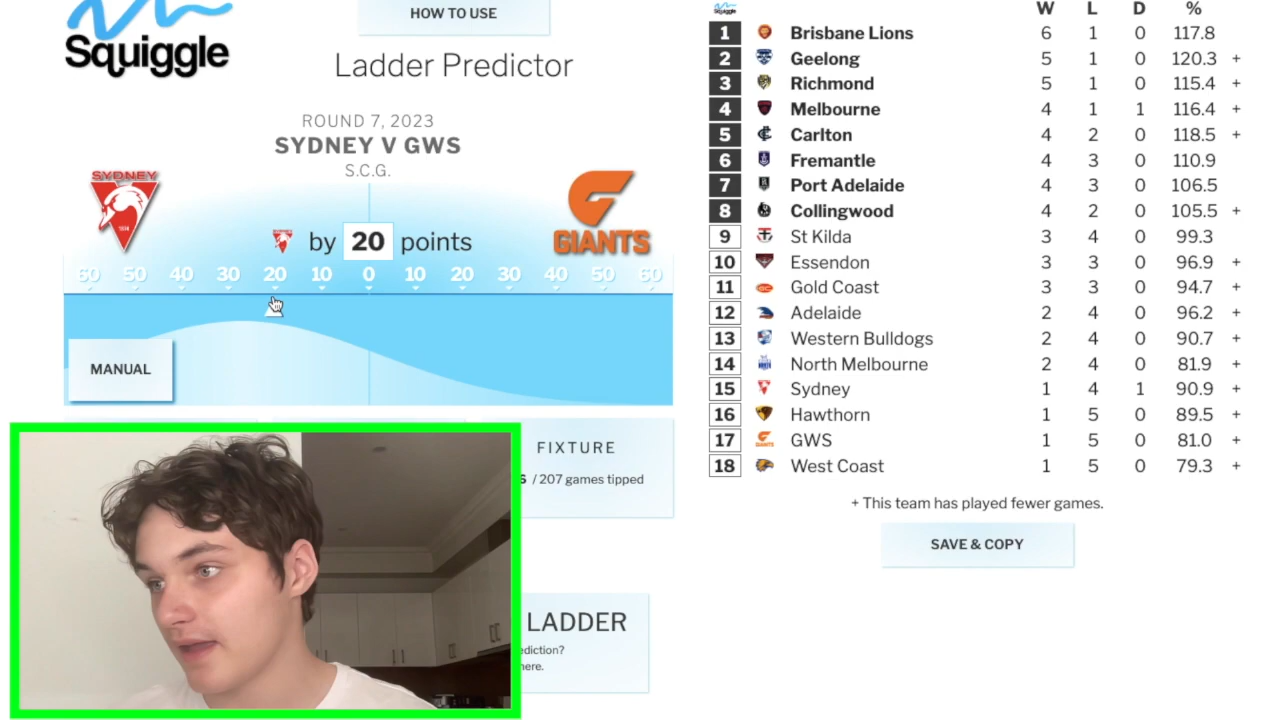 HOW TO USE
Squiggle
Ladder Predictor
ROUND 7, 2023
SYDNEY V GWS
S.C.G.
SYDNEY
GIANTS
by 20 points
60 50 40 30 20 10 0 10 20 30 40 50 60
MANUAL
FIXTURE
6 / 207 games tipped
LADDER
ediction?
here.
W L D %
1 Brisbane Lions 6 1 0 117.8
2 Geelong 5 1 0 120.3 +
3 Richmond 5 1 0 115.4 +
4 Melbourne 4 1 1 116.4 +
5 Carlton 4 2 0 118.5 +
6 Fremantle 4 3 0 110.9
7 Port Adelaide 4 3 0 106.5
8 Collingwood 4 2 0 105.5 +
9 St Kilda 3 4 0 99.3
10 Essendon 3 3 0 96.9 +
11 Gold Coast 3 3 0 94.7 +
12 Adelaide 2 4 0 96.2 +
13 Western Bulldogs 2 4 0 90.7 +
14 North Melbourne 2 4 0 81.9 +
15 Sydney 1 4 1 90.9 +
16 Hawthorn 1 5 0 89.5 +
17 GWS 1 5 0 81.0 +
18 West Coast 1 5 0 79.3 +
+ This team has played fewer games.
SAVE & COPY